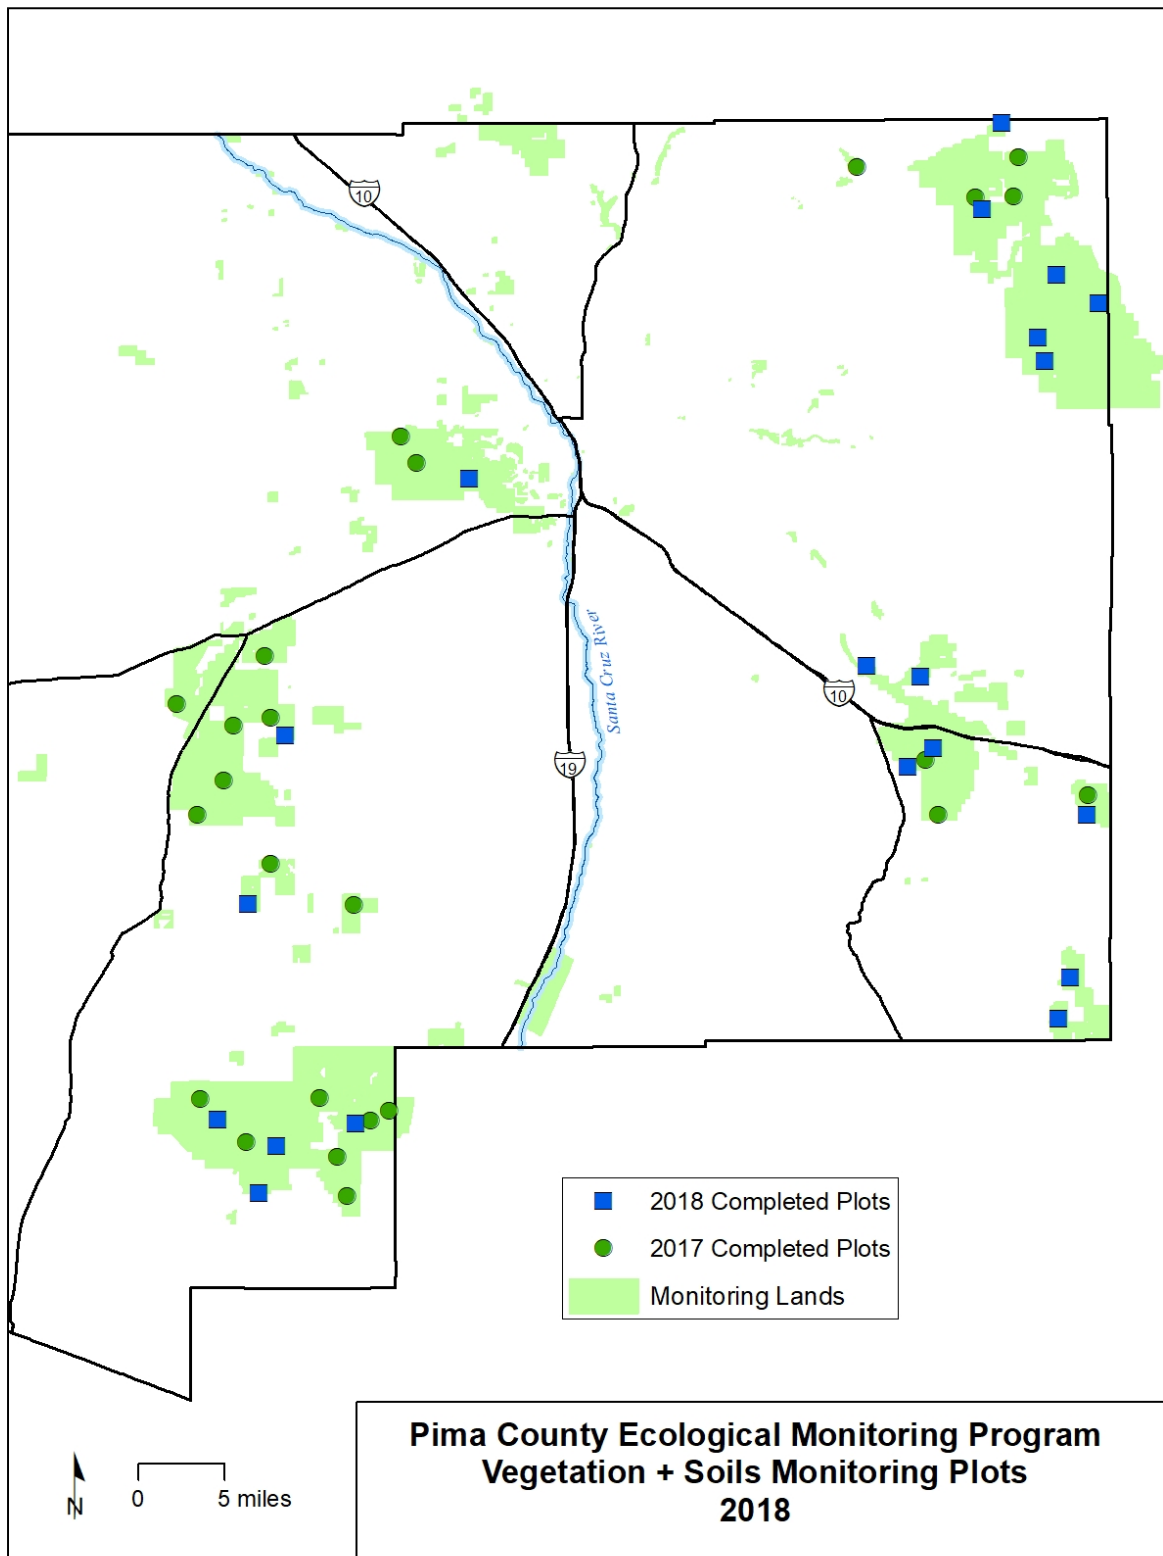 10
Santa Cruz River
10
19
2018 Completed Plots
2017 Completed Plots
Monitoring Lands
N
0 5 miles
Pima County Ecological Monitoring Program
Vegetation + Soils Monitoring Plots
2018